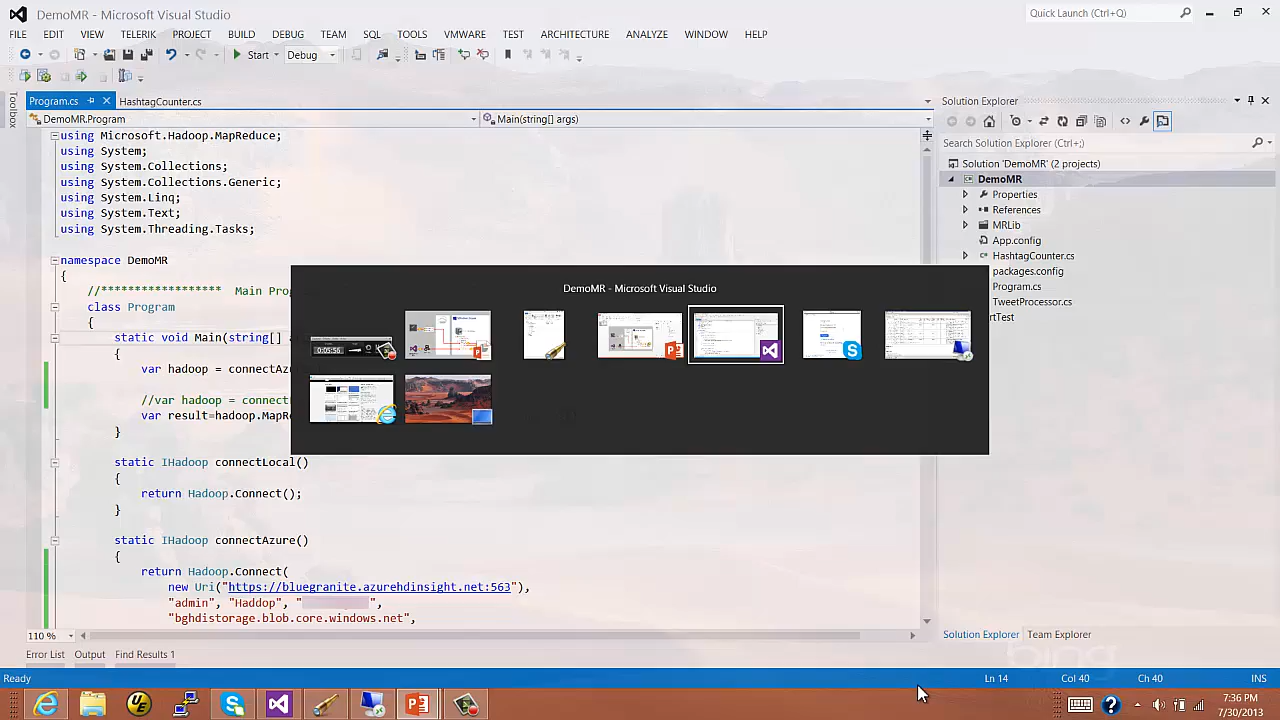 DemoMR - Microsoft Visual Studio
Quick Launch (Ctrl+Q)
FILE EDIT VIEW TELERIK PROJECT BUILD DEBUG TEAM SQL TOOLS VMWARE TEST ARCHITECTURE ANALYZE WINDOW HELP
Start Debug
Toolbox
Program.cs HashtagCounter.cs
DemoMR.Program Main(string[] args)
using Microsoft.Hadoop.MapReduce;
using System;
using System.Collections;
using System.Collections.Generic;
using System.Linq;
using System.Text;
using System.Threading.Tasks;
namespace DemoMR
{
//***************** Main Pro
class Program
{
static void Main(string[] a
{
var hadoop = connectAz
//var hadoop = connect
var result=hadoop.MapRe
}
static IHadoop connectLocal()
{
return Hadoop.Connect();
}
static IHadoop connectAzure()
{
return Hadoop.Connect(
new Uri("https://bluegranite.azurehdinsight.net:563"),
"admin", "Haddop", " ",
"bghdistorage.blob.core.windows.net",
110 %
Error List Output Find Results 1
DemoMR - Microsoft Visual Studio
0:05:50
Solution Explorer
Search Solution Explorer (Ctrl+;)
Solution 'DemoMR' (2 projects)
DemoMR
Properties
References
MRLib
App.config
HashtagCounter.cs
packages.config
Program.cs
TweetProcessor.cs
rtTest
Solution Explorer Team Explorer
bing
Ready Ln 14 Col 40 Ch 40 INS
7:36 PM
7/30/2013